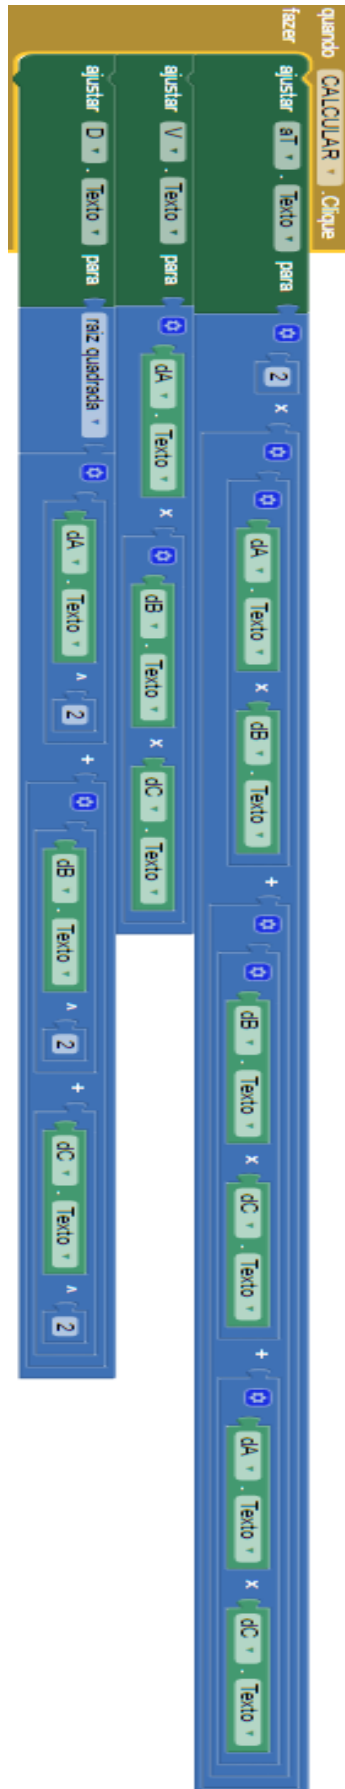 quando CALCULAR .Clique
fazer ajustar aT . Texto para 2 x dA . Texto x dB . Texto + dB . Texto x dC . Texto + dA . Texto x dC . Texto
ajustar V . Texto para dA . Texto x dB . Texto x dC . Texto
ajustar D . Texto para raiz quadrada dA . Texto ^ 2 + dB . Texto ^ 2 + dC . Texto ^ 2